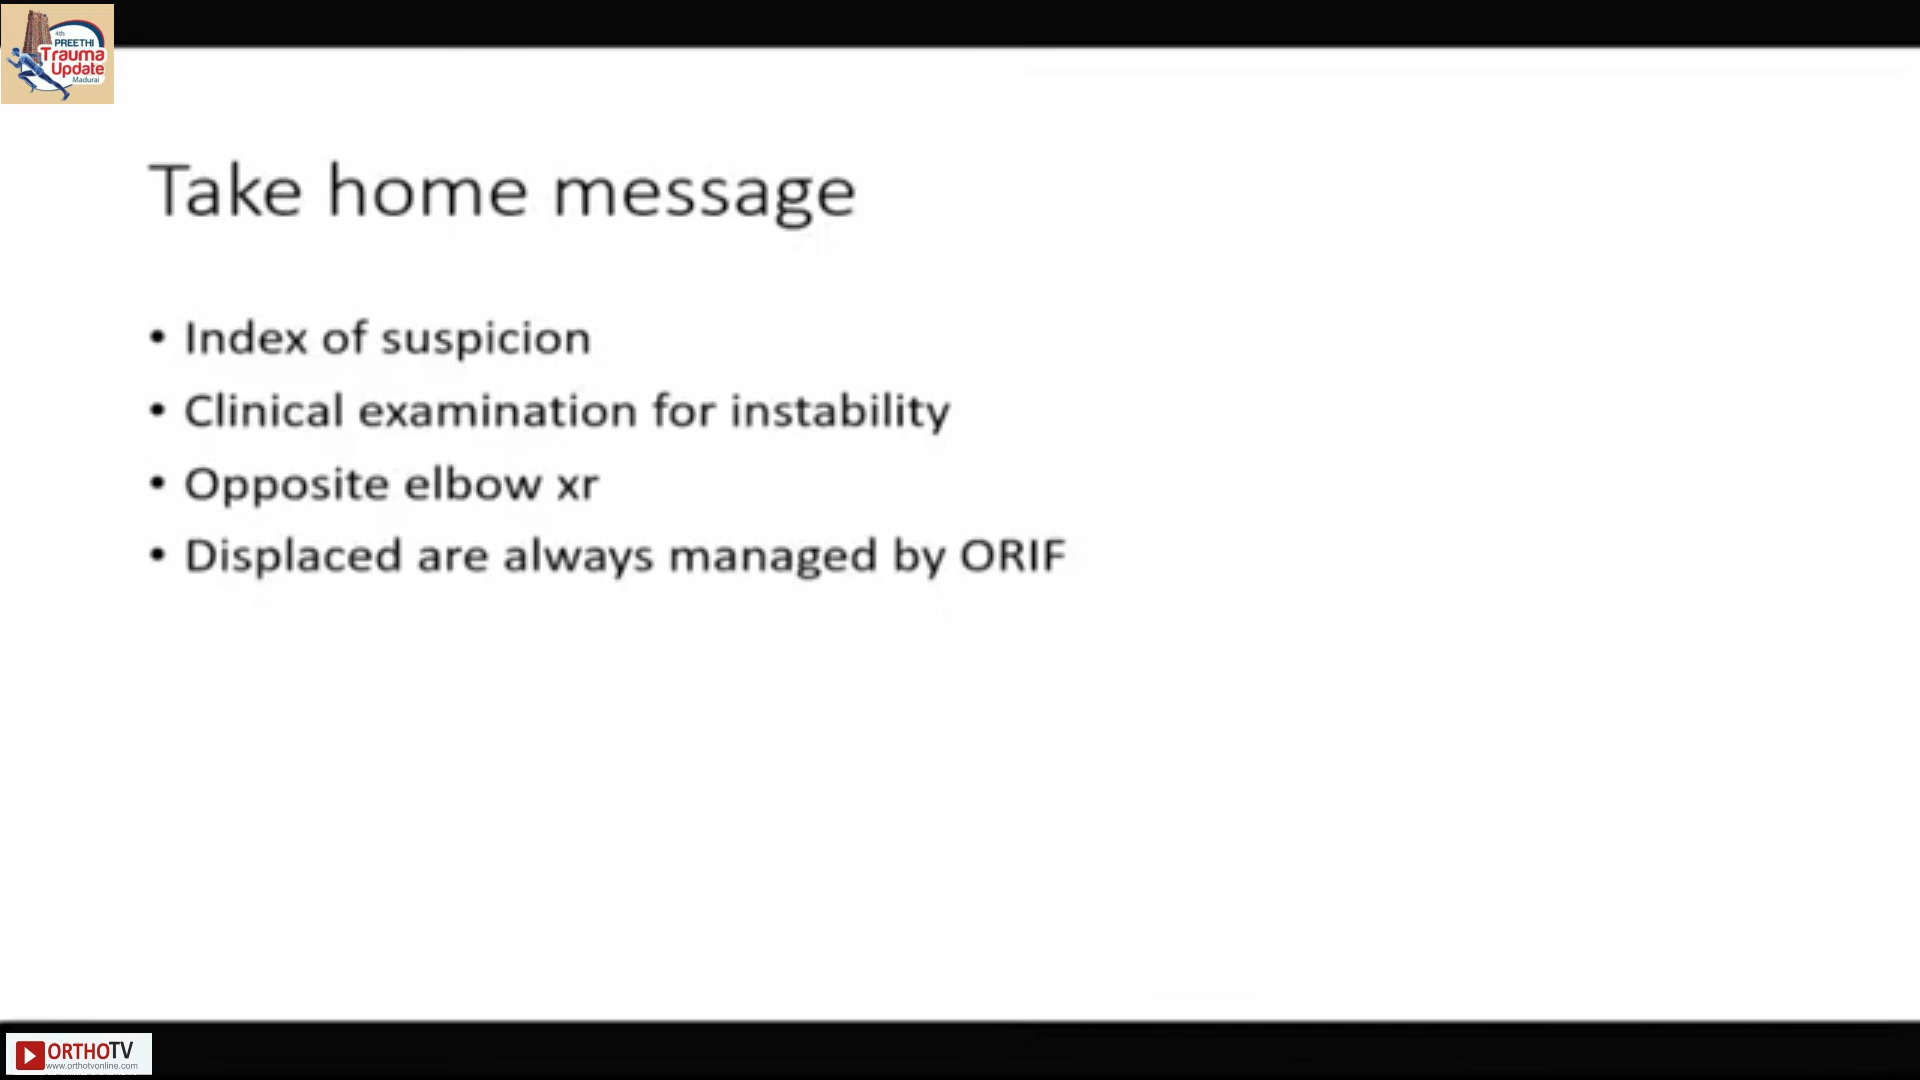 4th
PREETHI
Trauma
Update
Madurai
Take home message
• Index of suspicion
• Clinical examination for instability
• Opposite elbow xr
• Displaced are always managed by ORIF
ORTHOTV
www.orthotvonline.com